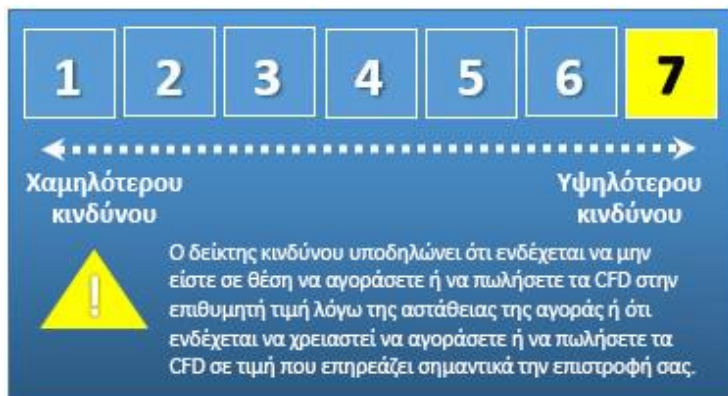 1 2 3 4 5 6 7
Χαμηλότερου Υψηλότερου
κινδύνου κινδύνου
Ο δείκτης κινδύνου υποδηλώνει ότι ενδέχεται να μην
είστε σε θέση να αγοράσετε ή να πωλήσετε τα CFD στην
επιθυμητή τιμή λόγω της αστάθειας της αγοράς ή ότι
ενδέχεται να χρειαστεί να αγοράσετε ή να πωλήσετε τα
CFD σε τιμή που επηρεάζει σημαντικά την επιστροφή σας.
!